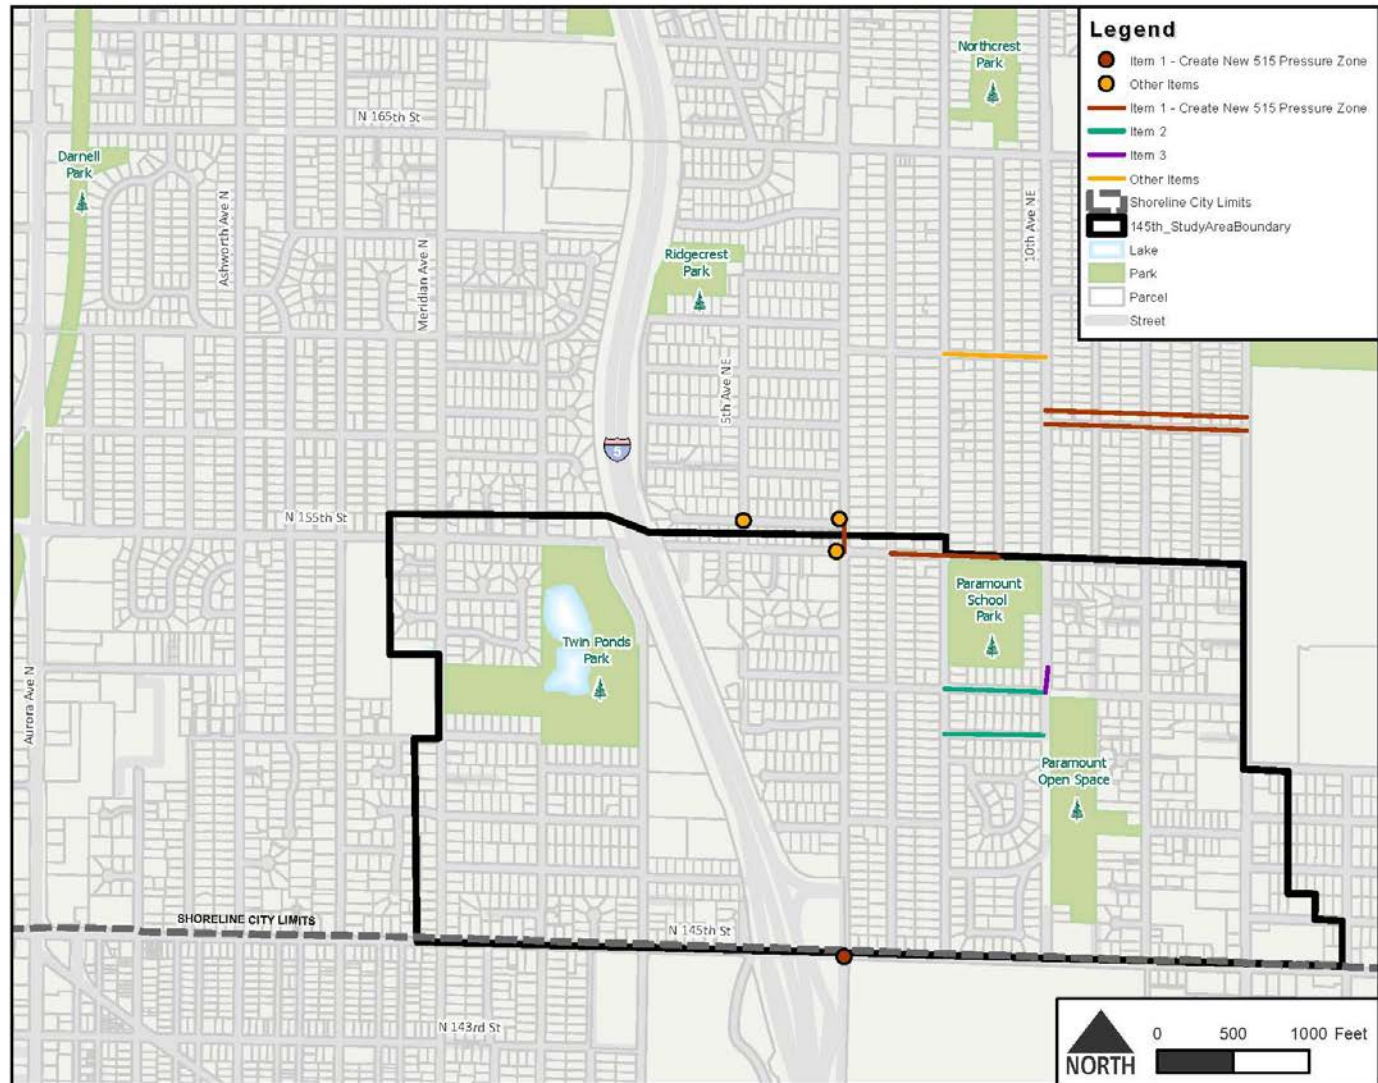 Legend
Item 1 - Create New 515 Pressure Zone
Other Items
Item 1 - Create New 515 Pressure Zone
Item 2
Item 3
Other Items
Shoreline City Limits
145th_StudyAreaBoundary
Lake
Park
Parcel
Street
Northcrest
Park
N 165th St
Darnell
Park
Ashworth Ave N
Meridian Ave N
10th Ave NE
Ridgecrest
Park
5th Ave NE
5
N 155th St
Paramount
School
Park
Twin Ponds
Park
Aurora Ave N
Paramount
Open Space
SHORELINE CITY LIMITS
N 145th St
N 143rd St
NORTH
0 500 1000 Feet